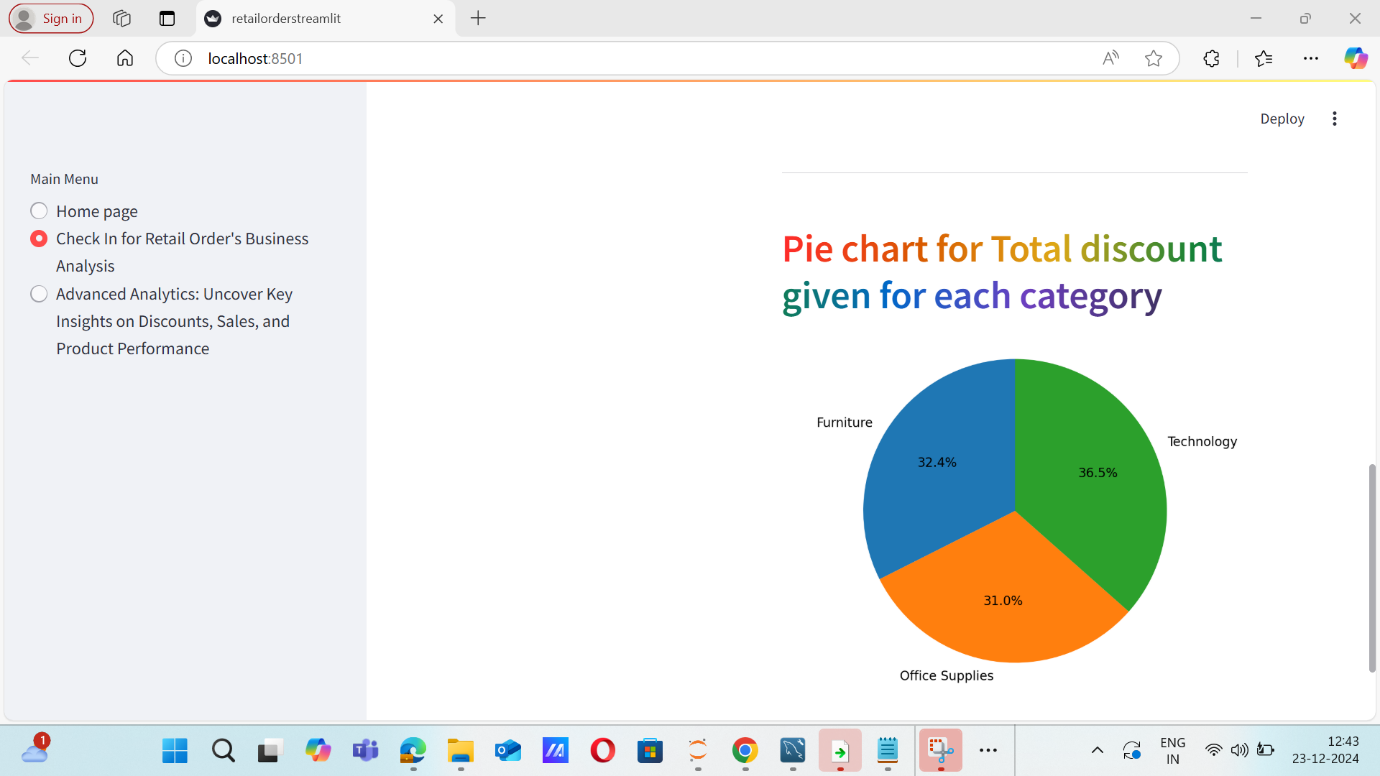 Sign in
retailorderstreamlit
localhost:8501
Deploy
Main Menu
Home page
Check In for Retail Order's Business
Analysis
Advanced Analytics: Uncover Key
Insights on Discounts, Sales, and
Product Performance
Pie chart for Total discount
given for each category
Furniture
32.4%
Technology
36.5%
31.0%
Office Supplies
1
ENG
IN
12:43
23-12-2024